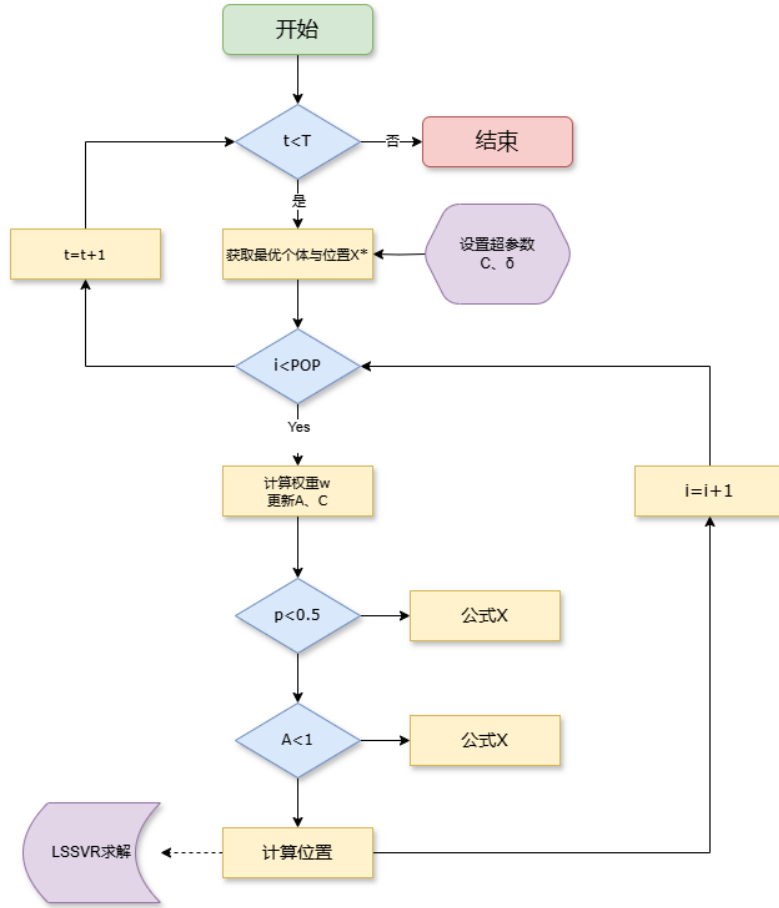 开始
t<T
否
结束
是
t=t+1
获取最优个体与位置X*
设置超参数
C、δ
i<POP
Yes
计算权重w
更新A、C
i=i+1
p<0.5
公式X
A<1
公式X
LSSVR求解
计算位置